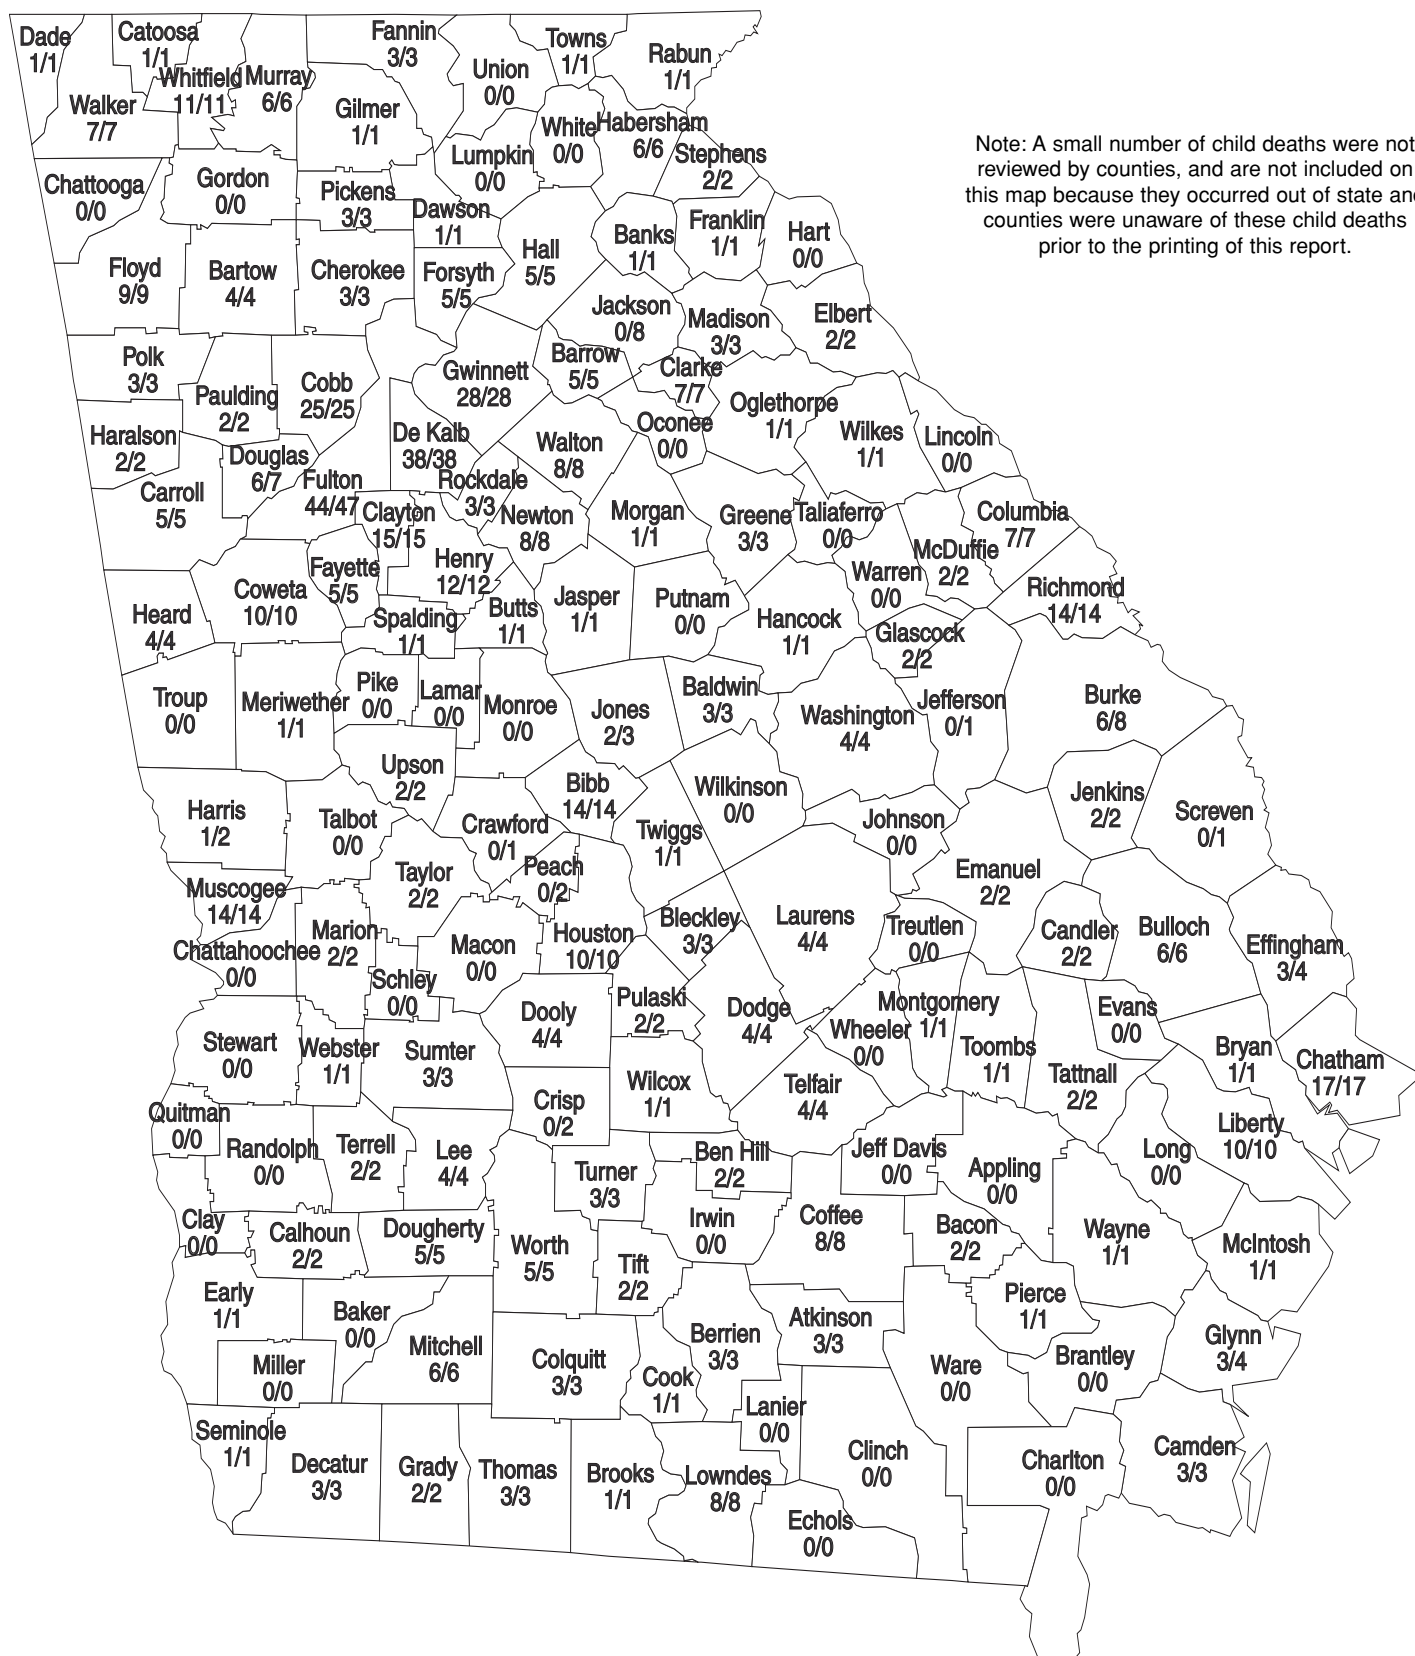 Dade
1/1
Catoosa
1/1
Whitfield
11/11
Murray
6/6
Fannin
3/3
Union
0/0
Towns
1/1
Rabun
1/1
Walker
7/7
Gilmer
1/1
Lumpkin
0/0
White
0/0
Habersham
6/6
Stephens
2/2
Note: A small number of child deaths were not
reviewed by counties, and are not included on
this map because they occurred out of state and
counties were unaware of these child deaths
prior to the printing of this report.
Chattooga
0/0
Gordon
0/0
Pickens
3/3
Dawson
1/1
Hall
5/5
Banks
1/1
Franklin
1/1
Hart
0/0
Floyd
9/9
Bartow
4/4
Cherokee
3/3
Forsyth
5/5
Jackson
0/8
Madison
3/3
Elbert
2/2
Polk
3/3
Paulding
2/2
Cobb
25/25
Gwinnett
28/28
Barrow
5/5
Clarke
7/7
Oglethorpe
1/1
Wilkes
1/1
Lincoln
0/0
Haralson
2/2
Douglas
6/7
Fulton
44/47
De Kalb
38/38
Rockdale
3/3
Walton
8/8
Oconee
0/0
Carroll
5/5
Clayton
15/15
Newton
8/8
Morgan
1/1
Greene
3/3
Taliaferro
0/0
Columbia
7/7
McDuffie
2/2
Warren
0/0
Richmond
14/14
Heard
4/4
Coweta
10/10
Fayette
5/5
Henry
12/12
Spalding
1/1
Butts
1/1
Jasper
1/1
Putnam
0/0
Hancock
1/1
Glascock
2/2
Troup
0/0
Meriwether
1/1
Pike
0/0
Lamar
0/0
Monroe
0/0
Jones
2/3
Baldwin
3/3
Washington
4/4
Jefferson
0/1
Burke
6/8
Upson
2/2
Bibb
14/14
Wilkinson
0/0
Jenkins
2/2
Screven
0/1
Harris
1/2
Talbot
0/0
Crawford
0/1
Twiggs
1/1
Johnson
0/0
Taylor
2/2
Peach
0/2
Emanuel
2/2
Muscogee
14/14
Chattahoochee
0/0
Marion
2/2
Schley
0/0
Macon
0/0
Houston
10/10
Bleckley
3/3
Laurens
4/4
Treutlen
0/0
Candler
2/2
Bulloch
6/6
Effingham
3/4
Stewart
0/0
Webster
1/1
Sumter
3/3
Dooly
4/4
Pulaski
2/2
Dodge
4/4
Wheeler
0/0
Montgomery
1/1
Toombs
1/1
Tattnall
2/2
Evans
0/0
Bryan
1/1
Chatham
17/17
Quitman
0/0
Randolph
0/0
Terrell
2/2
Lee
4/4
Crisp
0/2
Wilcox
1/1
Telfair
4/4
Liberty
10/10
Turner
3/3
Ben Hill
2/2
Jeff Davis
0/0
Appling
0/0
Long
0/0
Clay
0/0
Calhoun
2/2
Dougherty
5/5
Worth
5/5
Tift
2/2
Irwin
0/0
Coffee
8/8
Bacon
2/2
Wayne
1/1
McIntosh
1/1
Early
1/1
Baker
0/0
Miller
0/0
Mitchell
6/6
Colquitt
3/3
Cook
1/1
Berrien
3/3
Atkinson
3/3
Pierce
1/1
Ware
0/0
Brantley
0/0
Glynn
3/4
Seminole
1/1
Decatur
3/3
Grady
2/2
Thomas
3/3
Brooks
1/1
Lowndes
8/8
Lanier
0/0
Echols
0/0
Clinch
0/0
Charlton
0/0
Camden
3/3